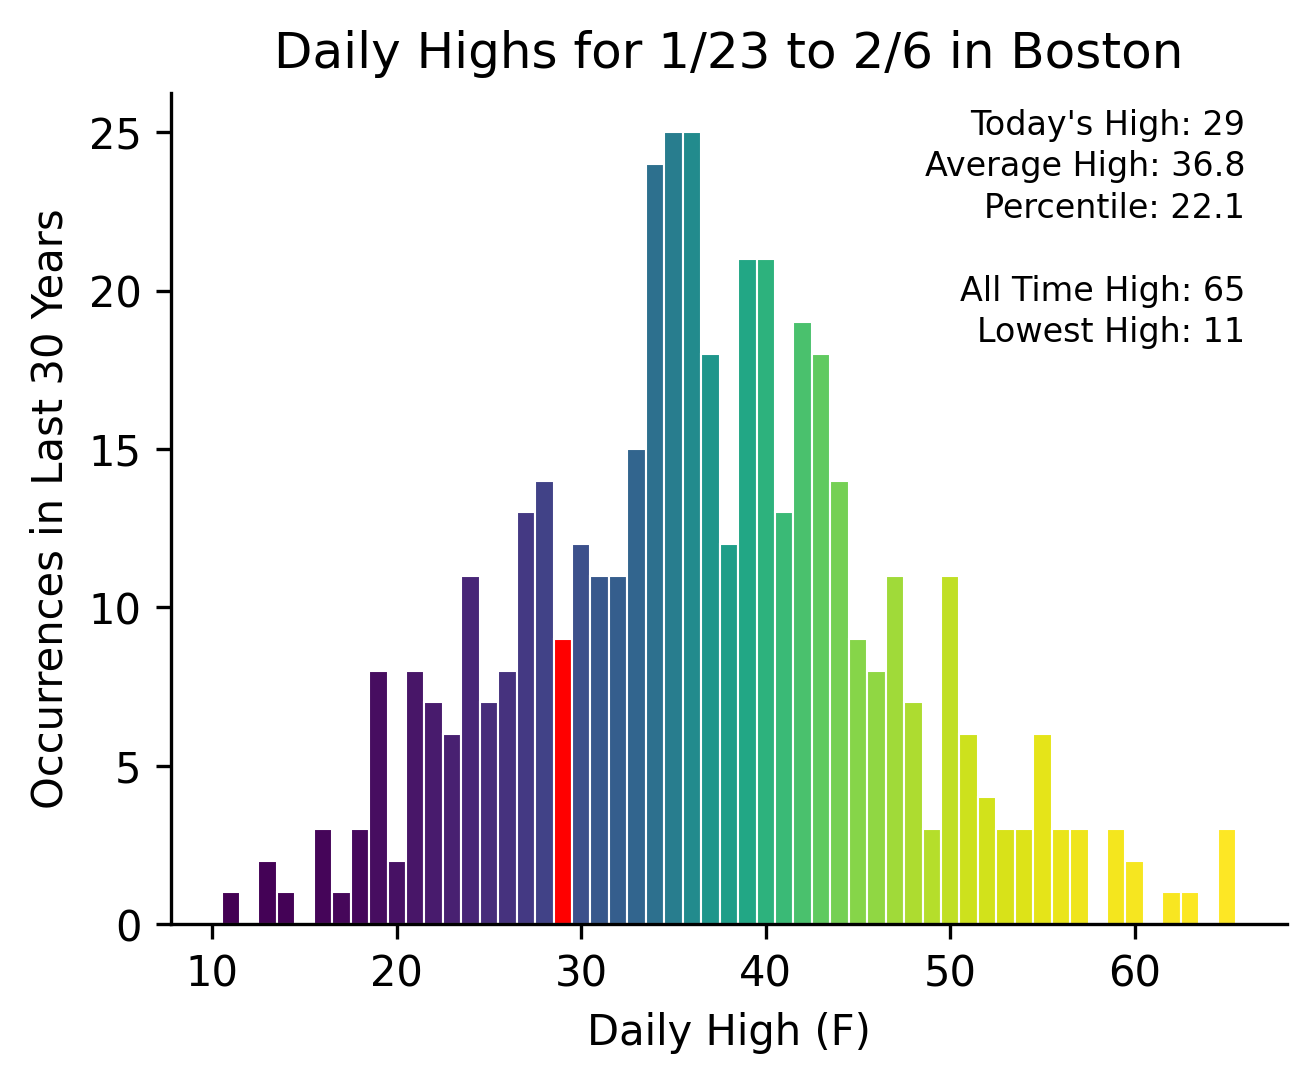 Daily Highs for 1/23 to 2/6 in Boston
Today's High: 29
Average High: 36.8
Percentile: 22.1
All Time High: 65
Lowest High: 11
Occurrences in Last 30 Years
25
20
15
10
5
0
10 20 30 40 50 60
Daily High (F)